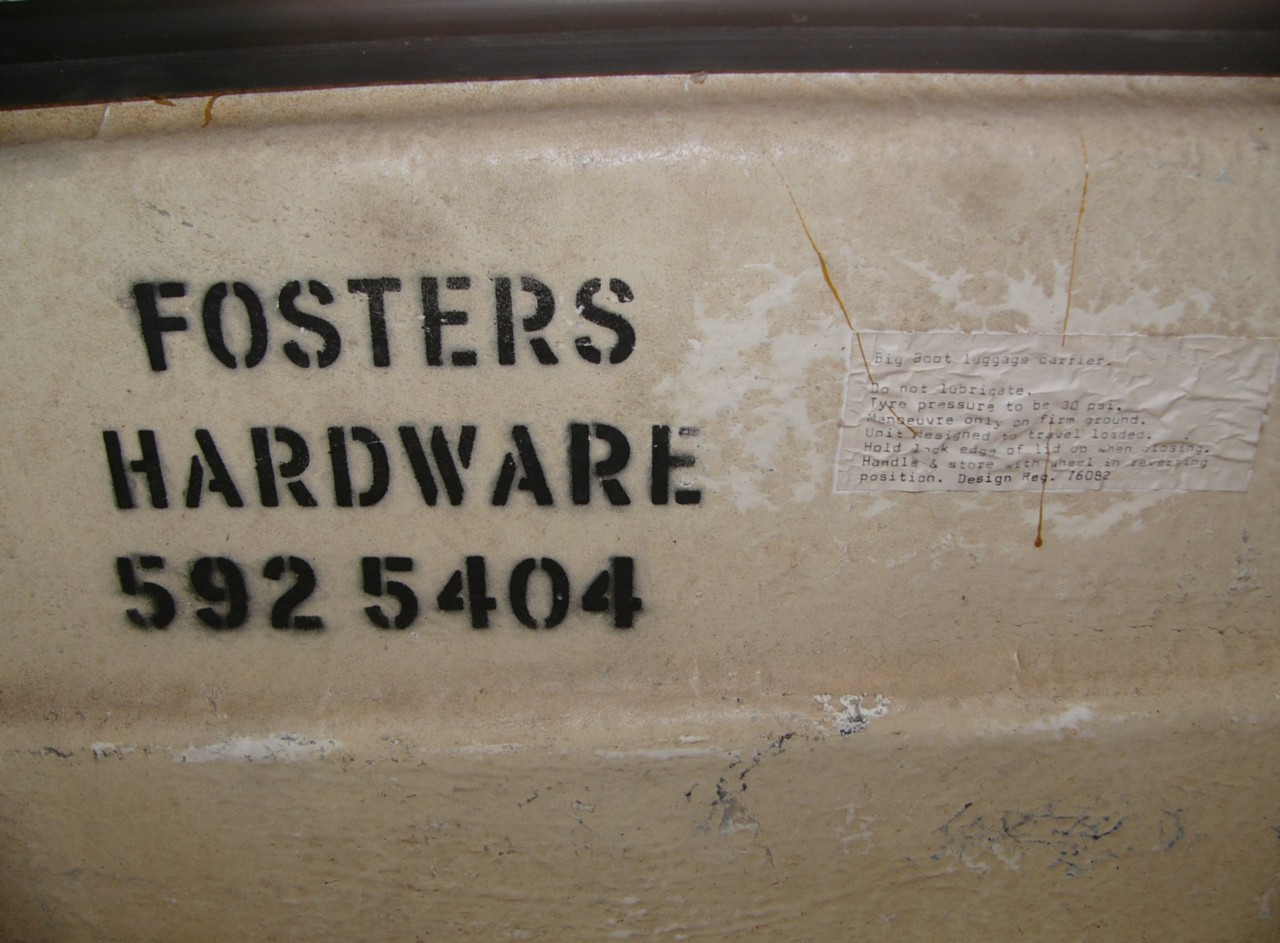 FOSTERS
HARDWARE
592 5404
Big Boot luggage carrier.
Do not lubricate.
Tyre pressure to be 30 psi.
Manoeuvre only on firm ground.
Unit designed to travel loaded.
Hold lock edge of lid up when closing.
Handle & store with wheel in reversing
position. Design Reg. 76082